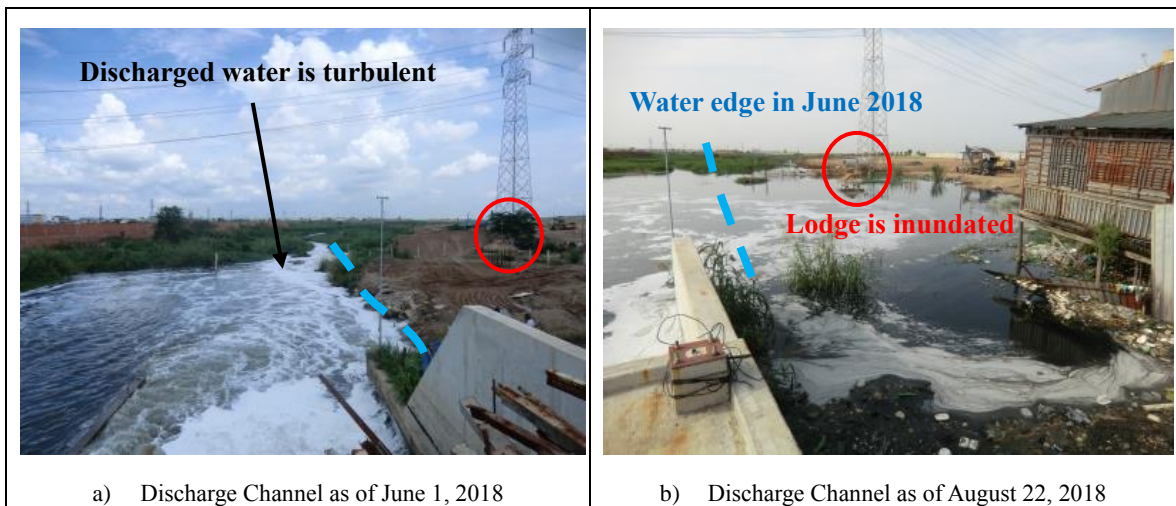 Discharged water is turbulent
Water edge in June 2018
Lodge is inundated
a) Discharge Channel as of June 1, 2018
b) Discharge Channel as of August 22, 2018